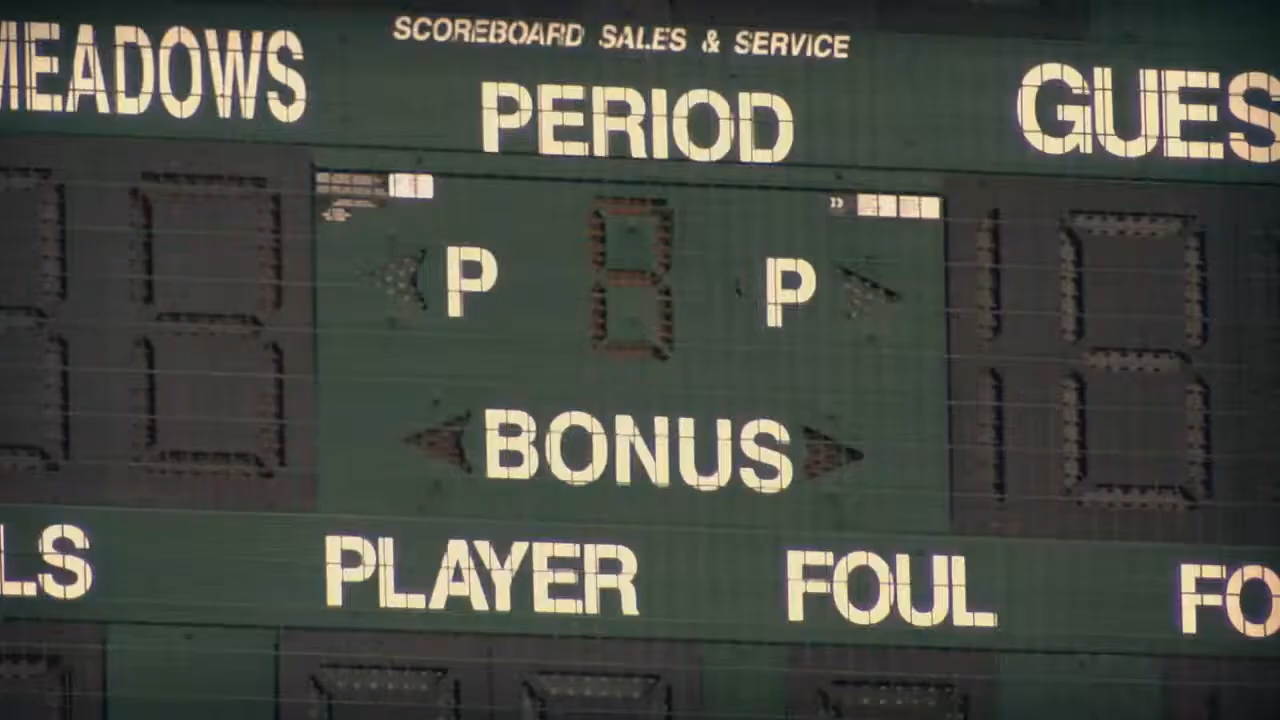 MEADOWS
SCOREBOARD SALES & SERVICE
PERIOD
GUES
P
P
BONUS
LS
PLAYER
FOUL
FO